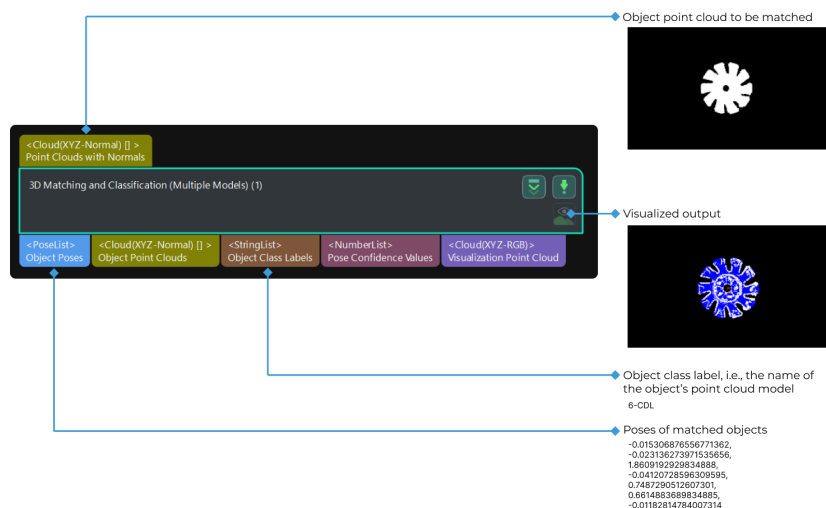 Object point cloud to be matched
<Cloud(XYZ-Normal) [] >
Point Clouds with Normals
3D Matching and Classification (Multiple Models) (1)
Visualized output
<PoseList>
Object Poses
<Cloud(XYZ-Normal) [] >
Object Point Clouds
<StringList>
Object Class Labels
<NumberList>
Pose Confidence Values
<Cloud(XYZ-RGB)>
Visualization Point Cloud
Object class label, i.e., the name of
the object's point cloud model
6-CDL
Poses of matched objects
-0.015306876556771362,
-0.023136273971535656,
1.8609192929834888,
-0.04120728596309595,
0.7487290512607301,
0.6614883689834885,
-0.01182814784007314